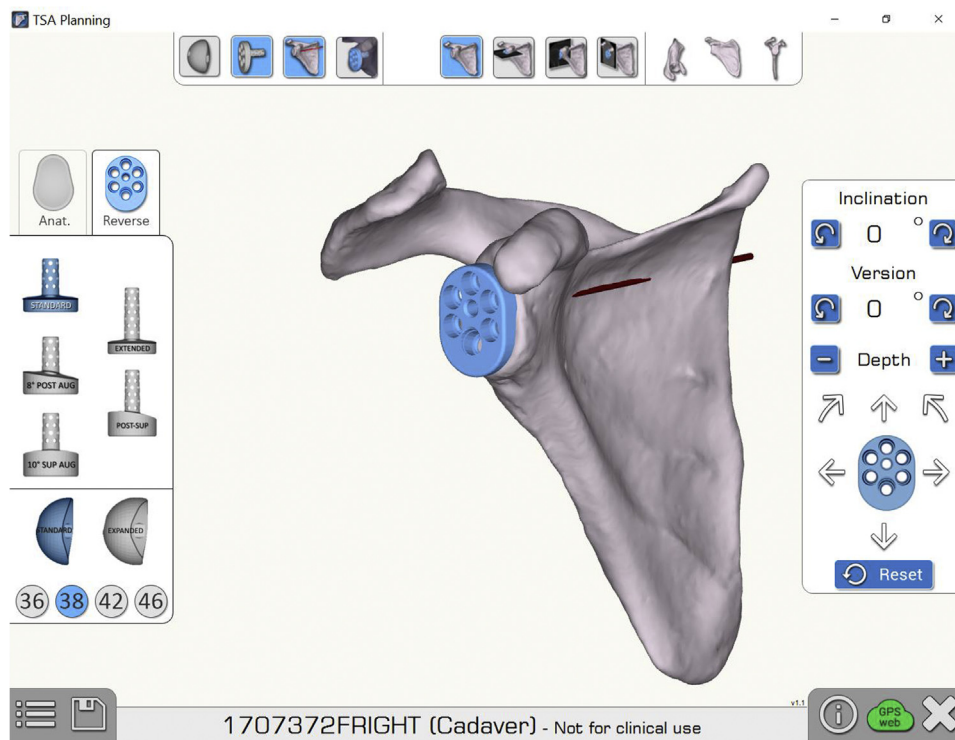 TSA Planning
Anat.
Reverse
STANDARD
EXTENDED
8° POST AUG
POST-SUP
10° SUP AUG
STANDARD
EXPANDED
36 38 42 46
Inclination
0 °
Version
0 °
- Depth +
Reset
v1.1
1707372FRIGHT (Cadaver) - Not for clinical use
GPS
web